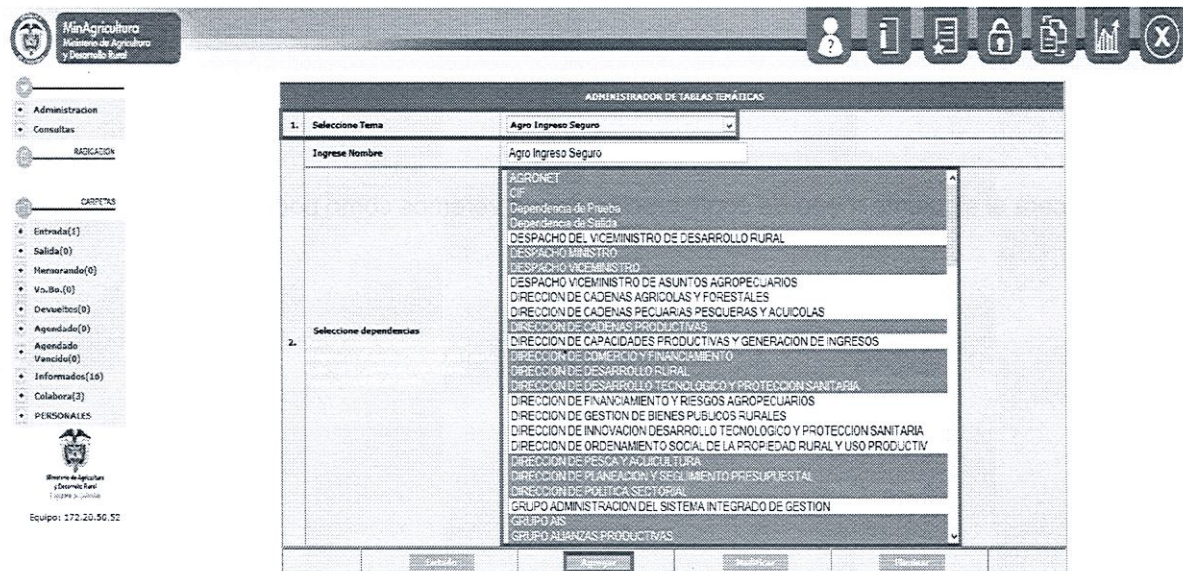 MinAgricultura
Ministerio de Agricultura
y Desarrollo Rural
Administracion
Consultas
RADICACION
CARPETAS
Entrada(1)
Salida(0)
Memorando(0)
Vo.Bo.(0)
Devueltos(0)
Agendado(0)
Agendado
Vencido(0)
Informados(16)
Colabora(3)
PERSONALES
Ministerio de Agricultura
y Desarrollo Rural
Equipo: 172.20.50.52
ADMINISTRADOR DE TABLAS TEMÁTICAS
1. Seleccione Tema Agro Ingreso Seguro
Ingrese Nombre Agro Ingreso Seguro
2. Seleccione dependencias
AGRONET
CIF
Dependencia de Prueba
Dependencia de Salida
DESPACHO DEL VICEMINISTRO DE DESARROLLO RURAL
DESPACHO MINISTRO
DESPACHO VICEMINISTRO
DESPACHO VICEMINISTRO DE ASUNTOS AGROPECUARIOS
DIRECCION DE CADENAS AGRICOLAS Y FORESTALES
DIRECCION DE CADENAS PECUARIAS PESQUERAS Y ACUICOLAS
DIRECCION DE CADENAS PRODUCTIVAS
DIRECCION DE CAPACIDADES PRODUCTIVAS Y GENERACION DE INGRESOS
DIRECCION DE COMERCIO Y FINANCIAMIENTO
DIRECCION DE DESARROLLO RURAL
DIRECCION DE DESARROLLO TECNOLOGICO Y PROTECCION SANITARIA
DIRECCION DE FINANCIAMIENTO Y RIESGOS AGROPECUARIOS
DIRECCION DE GESTION DE BIENES PUBLICOS RURALES
DIRECCION DE INNOVACION DESARROLLO TECNOLOGICO Y PROTECCION SANITARIA
DIRECCION DE ORDENAMIENTO SOCIAL DE LA PROPIEDAD RURAL Y USO PRODUCTIV
DIRECCION DE PESCA Y ACUICULTURA
DIRECCION DE PLANEACION Y SEGUIMIENTO PRESUPUESTAL
DIRECCION DE POLITICA SECTORIAL
GRUPO ADMINISTRACION DEL SISTEMA INTEGRADO DE GESTION
GRUPO AIS
GRUPO ALIANZAS PRODUCTIVAS